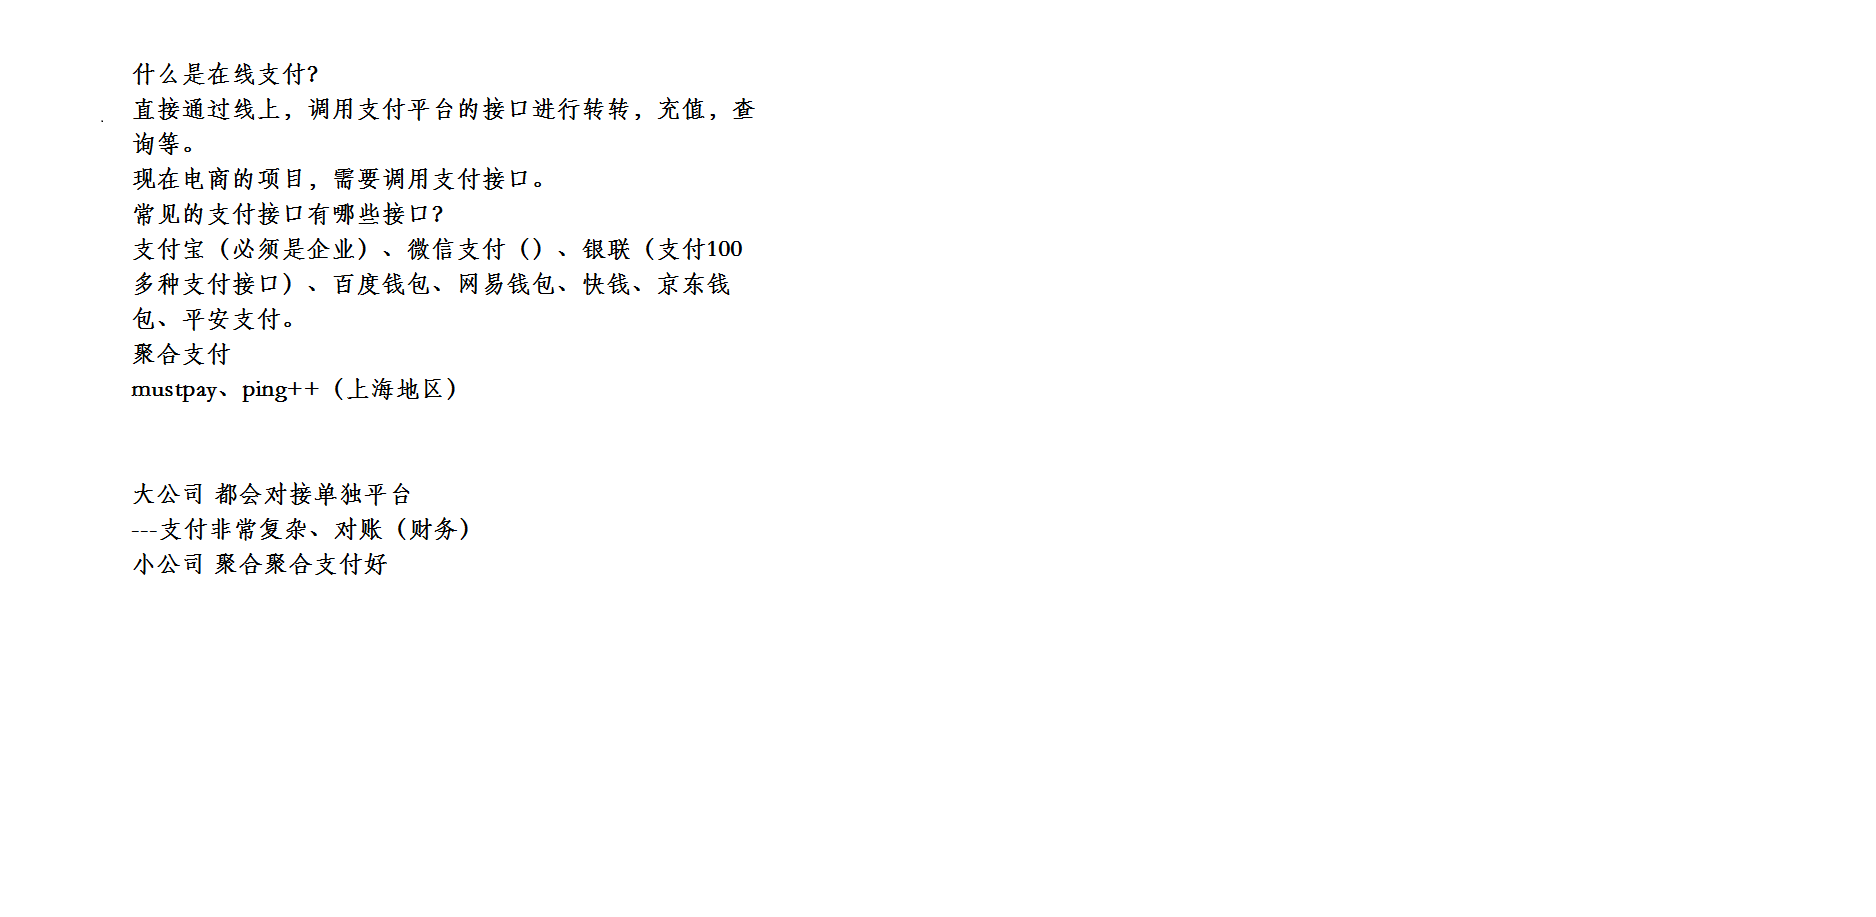 什么是在线支付？
直接通过线上，调用支付平台的接口进行转转，充值，查
询等。
现在电商的项目，需要调用支付接口。
常见的支付接口有哪些接口？
支付宝（必须是企业）、微信支付（）、银联（支付100
多种支付接口）、百度钱包、网易钱包、快钱、京东钱
包、平安支付。
聚合支付
mustpay、ping++（上海地区）
大公司 都会对接单独平台
---支付非常复杂、对账（财务）
小公司 聚合聚合支付好